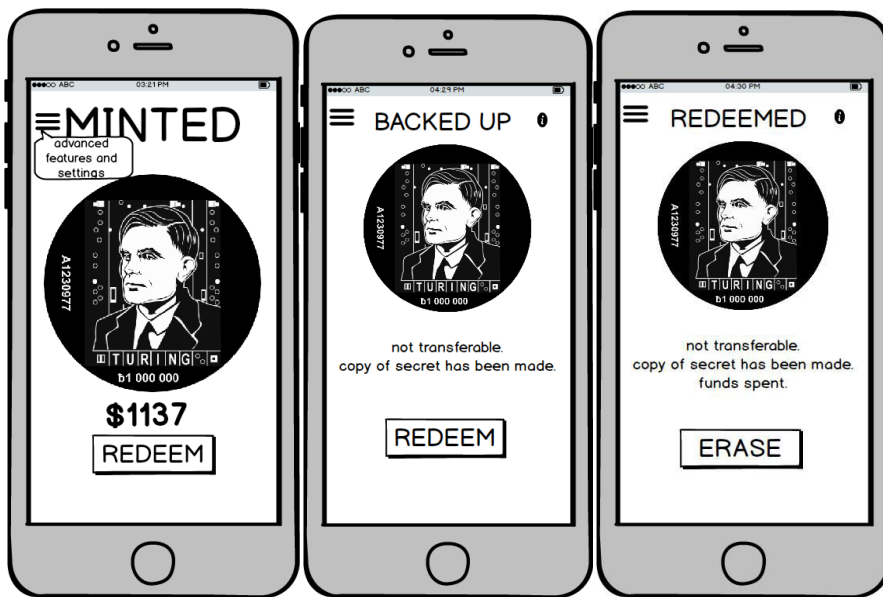 ABC 03:21 PM
MINTED
advanced
features and
settings
A1230977
TURING
ƀ1 000 000
$1137
REDEEM
ABC 04:29 PM
BACKED UP i
A1230977
TURING
ƀ1 000 000
not transferable.
copy of secret has been made.
REDEEM
ABC 04:30 PM
REDEEMED i
A1230977
TURING
ƀ1 000 000
not transferable.
copy of secret has been made.
funds spent.
ERASE